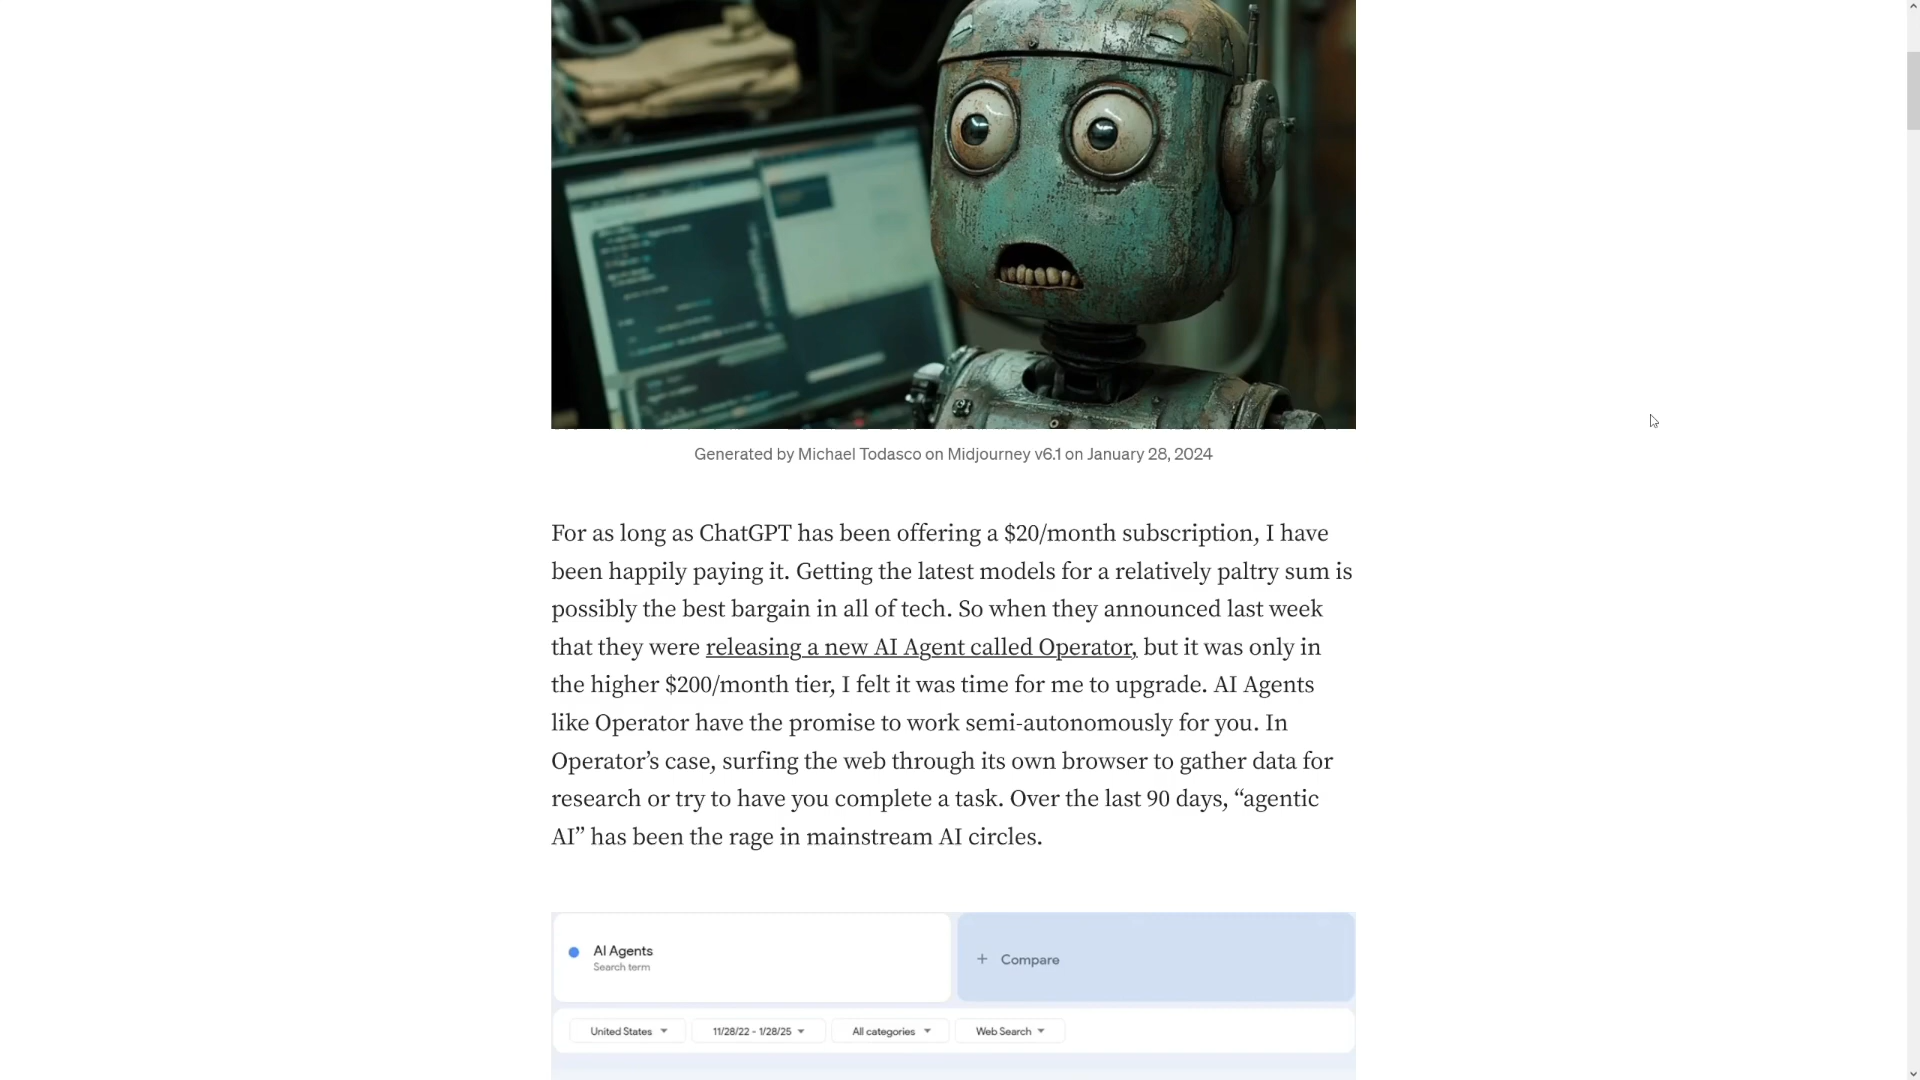 Generated by Michael Todasco on Midjourney v6.1 on January 28, 2024
For as long as ChatGPT has been offering a $20/month subscription, I have
been happily paying it. Getting the latest models for a relatively paltry sum is
possibly the best bargain in all of tech. So when they announced last week
that they were releasing a new AI Agent called Operator, but it was only in
the higher $200/month tier, I felt it was time for me to upgrade. AI Agents
like Operator have the promise to work semi-autonomously for you. In
Operator’s case, surfing the web through its own browser to gather data for
research or try to have you complete a task. Over the last 90 days, “agentic
AI” has been the rage in mainstream AI circles.
AI Agents
Search term
+ Compare
United States
11/28/22 - 1/28/25
All categories
Web Search